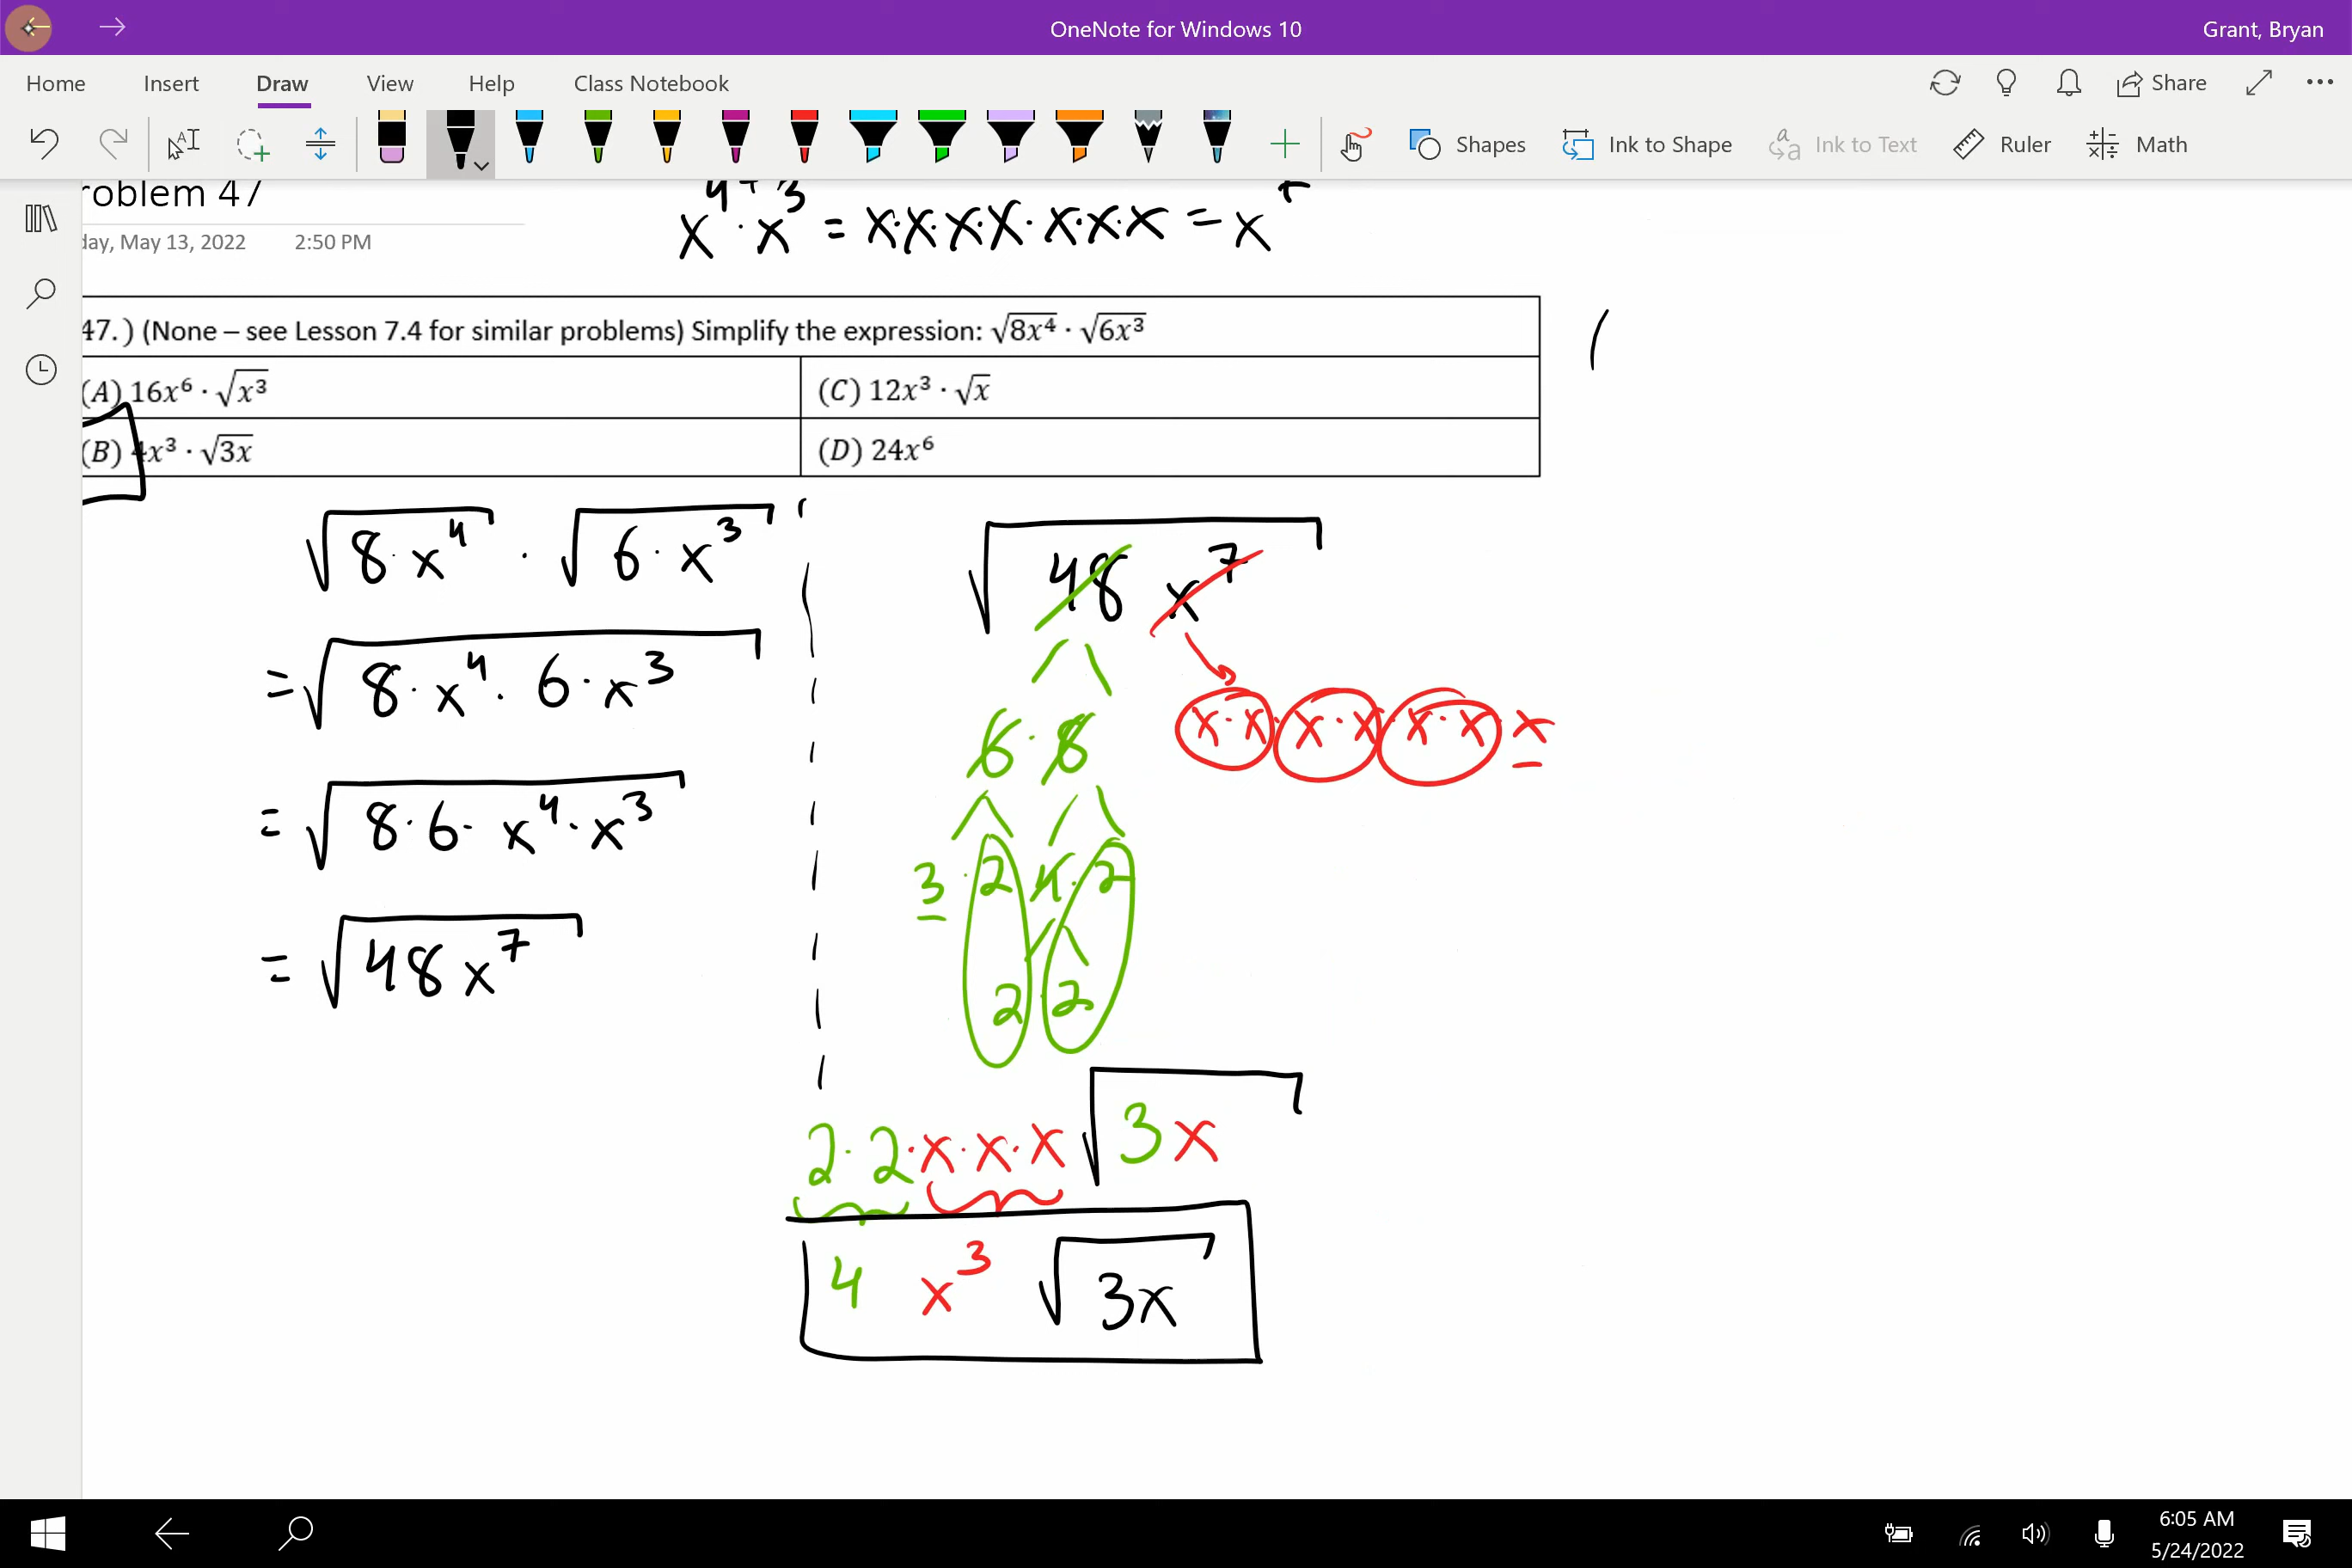 OneNote for Windows 10
Grant, Bryan
Home Insert Draw View Help Class Notebook Share
Shapes Ink to Shape Ink to Text Ruler Math
roblem 47
day, May 13, 2022 2:50 PM
x⁴⁺ · x³ = x·x·x·x·x·x·x = x
47.) (None – see Lesson 7.4 for similar problems) Simplify the expression: √(8x⁴) · √(6x³)
(A) 16x⁶ · √(x³)
(C) 12x³ · √x
(B) 4x³ · √(3x)
(D) 24x⁶
√(8·x⁴) · √(6·x³)
= √(8·x⁴·6·x³)
= √(8·6·x⁴·x³)
= √(48x⁷)
√(48 x⁷)
x·x·x·x·x·x·x
6·8
3·2 4·2
2·2
2·2·x·x·x √(3x)
4 x³ √(3x)
6:05 AM
5/24/2022